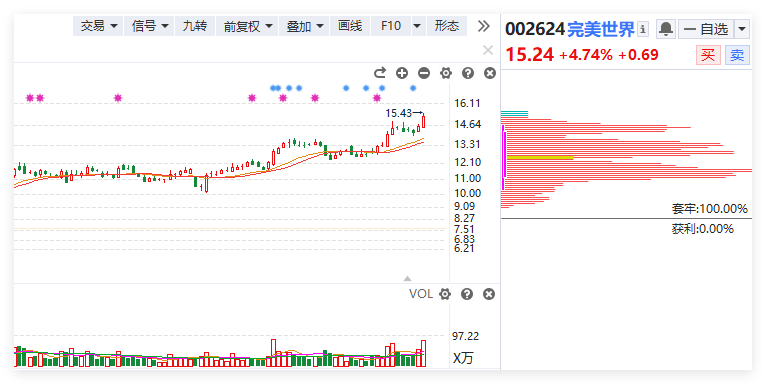 交易 信号 九转 前复权 叠加 画线 F10 形态
002624 完美世界 自选
15.24 +4.74% +0.69 买 卖
15.43
16.11
14.64
13.31
12.10
11.00
10.00
9.09
8.27
7.51
6.83
6.21
套牢:100.00%
获利:0.00%
VOL
97.22
X万